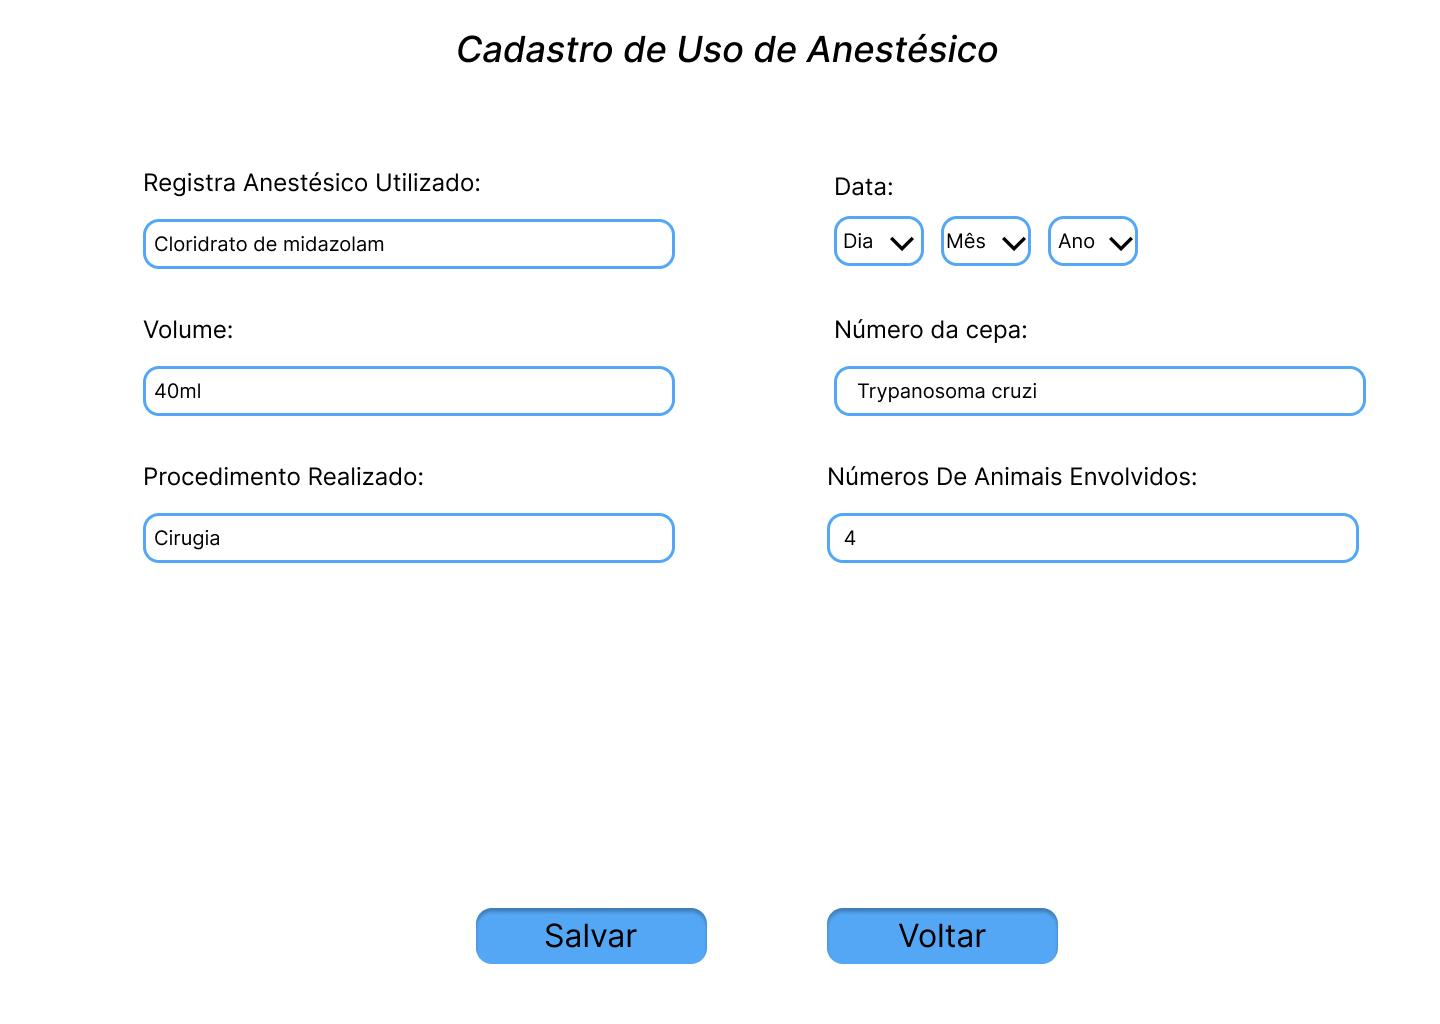 Cadastro de Uso de Anestésico
Registra Anestésico Utilizado:
Cloridrato de midazolam
Data:
Dia Mês Ano
Volume:
40ml
Número da cepa:
Trypanosoma cruzi
Procedimento Realizado:
Cirugia
Números De Animais Envolvidos:
4
Salvar
Voltar